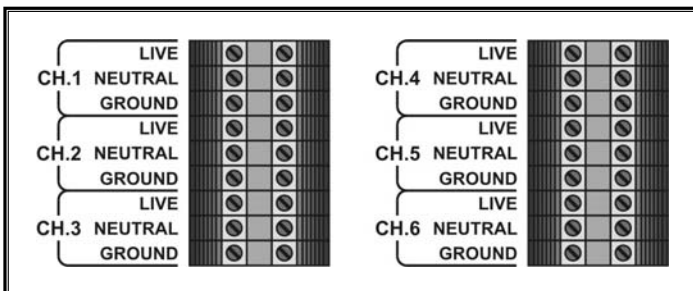 LIVE
CH.1 NEUTRAL
GROUND
LIVE
CH.2 NEUTRAL
GROUND
LIVE
CH.3 NEUTRAL
GROUND
LIVE
CH.4 NEUTRAL
GROUND
LIVE
CH.5 NEUTRAL
GROUND
LIVE
CH.6 NEUTRAL
GROUND